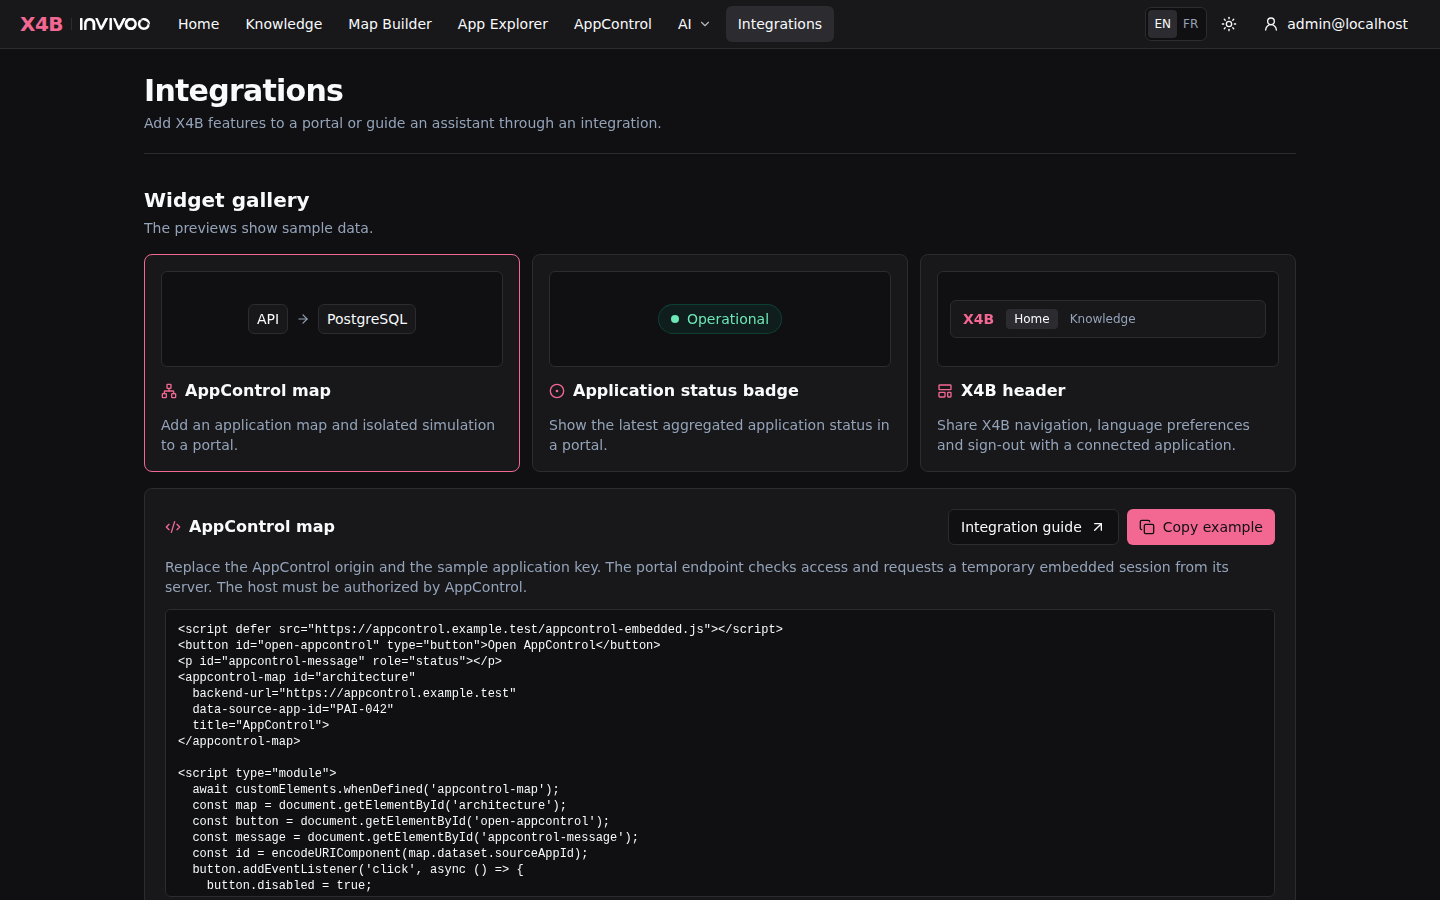 X4B INVIVOO Home Knowledge Map Builder App Explorer AppControl AI Integrations EN FR admin@localhost
Integrations
Add X4B features to a portal or guide an assistant through an integration.
Widget gallery
The previews show sample data.
API PostgreSQL
AppControl map
Add an application map and isolated simulation
to a portal.
Operational
Application status badge
Show the latest aggregated application status in
a portal.
X4B Home Knowledge
X4B header
Share X4B navigation, language preferences
and sign-out with a connected application.
AppControl map
Integration guide
Copy example
Replace the AppControl origin and the sample application key. The portal endpoint checks access and requests a temporary embedded session from its
server. The host must be authorized by AppControl.
<script defer src="https://appcontrol.example.test/appcontrol-embedded.js"></script>
<button id="open-appcontrol" type="button">Open AppControl</button>
<p id="appcontrol-message" role="status"></p>
<appcontrol-map id="architecture"
  backend-url="https://appcontrol.example.test"
  data-source-app-id="PAI-042"
  title="AppControl">
</appcontrol-map>
<script type="module">
  await customElements.whenDefined('appcontrol-map');
  const map = document.getElementById('architecture');
  const button = document.getElementById('open-appcontrol');
  const message = document.getElementById('appcontrol-message');
  const id = encodeURIComponent(map.dataset.sourceAppId);
  button.addEventListener('click', async () => {
    button.disabled = true;